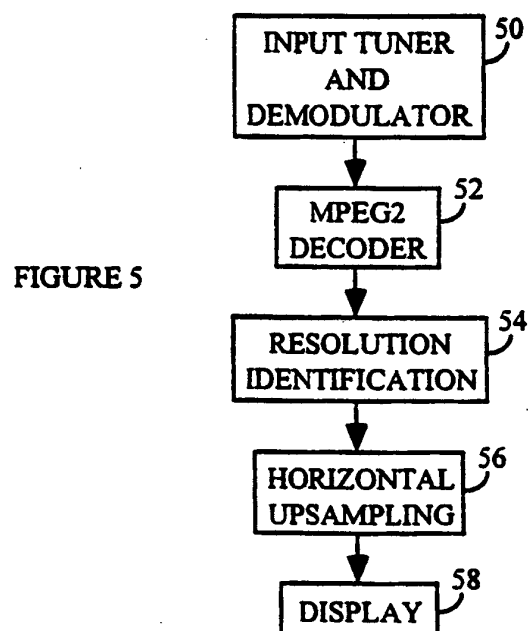 INPUT TUNER
AND
DEMODULATOR
50
MPEG2
DECODER
52
FIGURE 5
RESOLUTION
IDENTIFICATION
54
HORIZONTAL
UPSAMPLING
56
DISPLAY
58